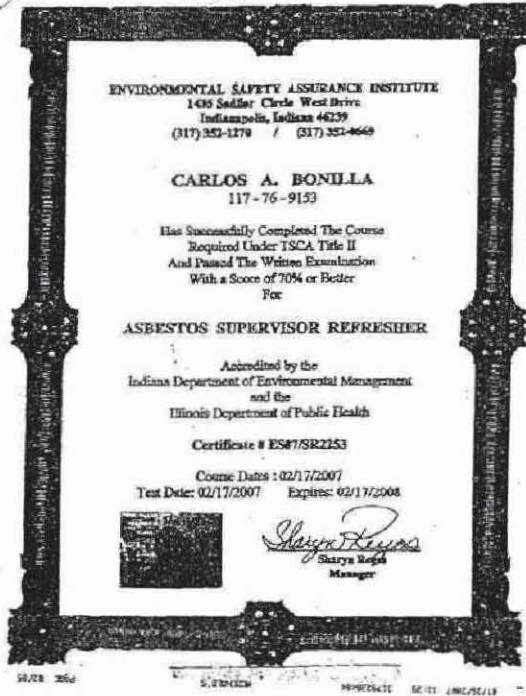 ENVIRONMENTAL SAFETY ASSURANCE INSTITUTE
1435 Sadlier Circle West Drive
Indianapolis, Indiana 46239
(317) 352-1270 / (317) 352-
CARLOS A. BONILLA
117-76-9153
Has Successfully Completed The Course
Required Under TSCA Title II
And Passed The Written Examination
With a Score of 70% or Better
For
ASBESTOS SUPERVISOR REFRESHER
Accredited by the
Indiana Department of Environmental Management
and the
Illinois Department of Public Health
Certificate # ES07/SR2253
Course Dates : 02/17/2007
Test Date: 02/17/2007 Expires: 02/17/2008
Sharyn
Manager